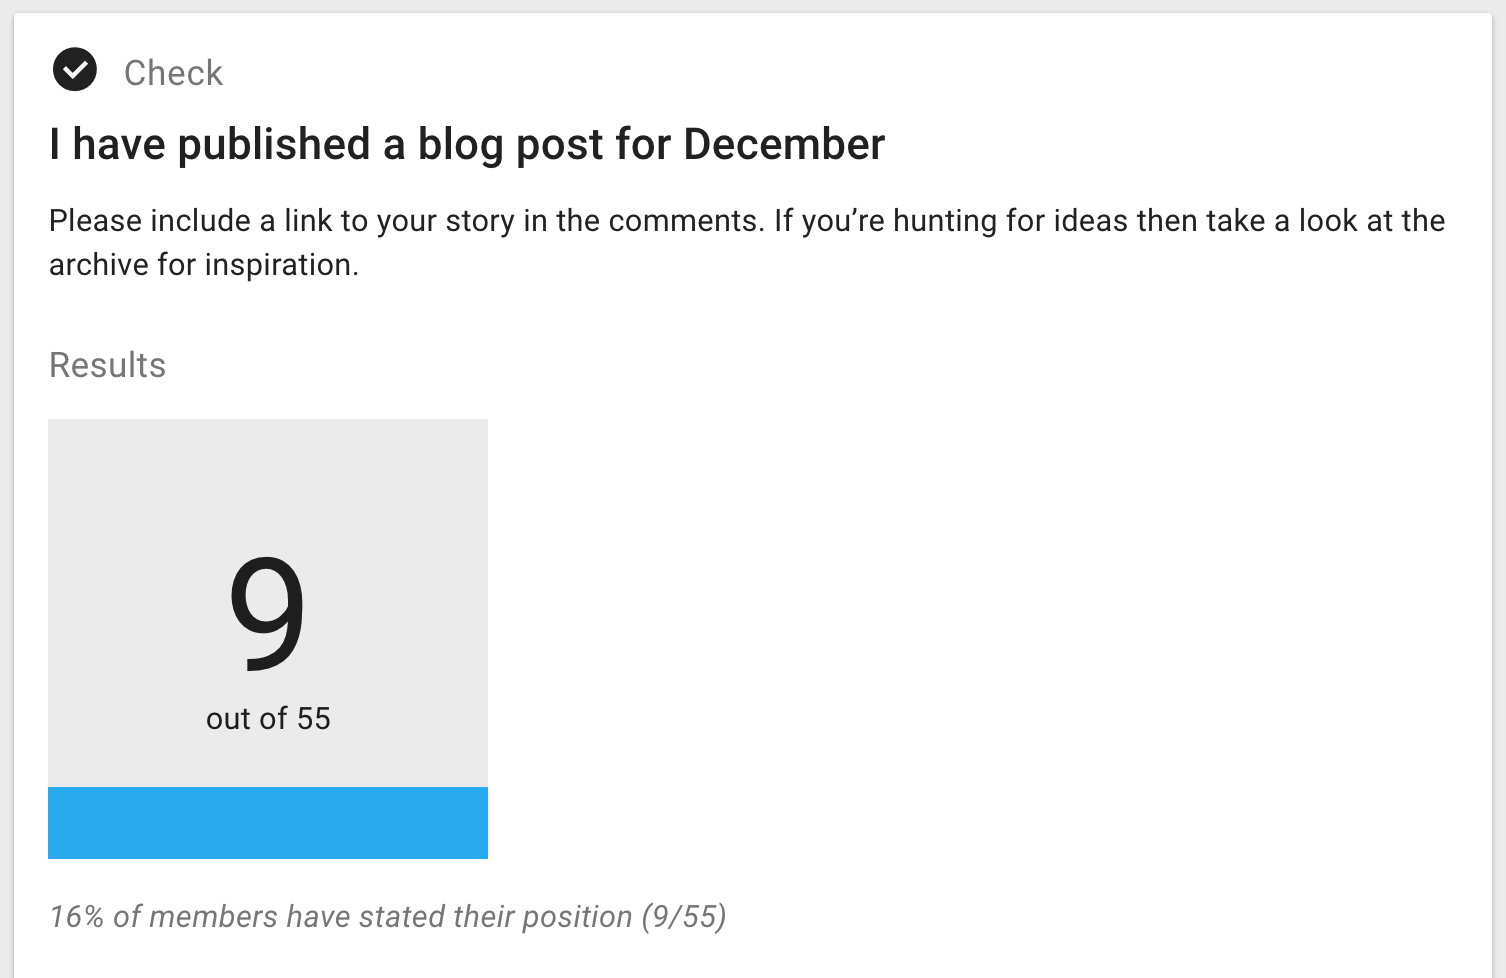 Check
I have published a blog post for December
Please include a link to your story in the comments. If you’re hunting for ideas then take a look at the
archive for inspiration.
Results
9
out of 55
16% of members have stated their position (9/55)